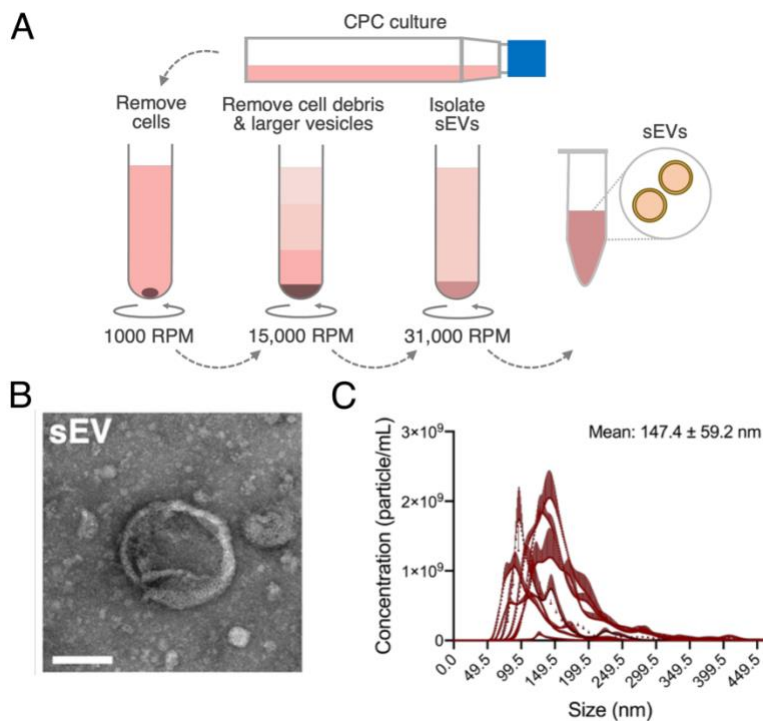 A
CPC culture
Remove
cells
Remove cell debris
& larger vesicles
Isolate
sEVs
sEVs
1000 RPM
15,000 RPM
31,000 RPM
B
sEV
C
Mean: 147.4 ± 59.2 nm
Concentration (particle/mL)
3×10⁹
2×10⁹
1×10⁹
0
0.0
49.5
99.5
149.5
199.5
249.5
299.5
349.5
399.5
449.5
Size (nm)